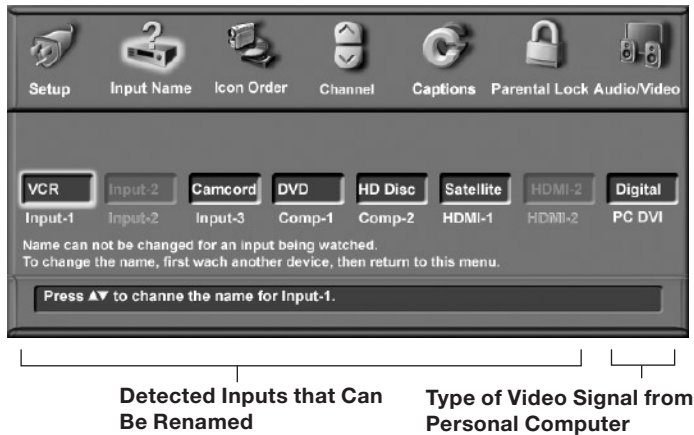 Setup Input Name Icon Order Channel Captions Parental Lock Audio/Video
VCR Input-2 Camcord DVD HD Disc Satellite HDMI-2 Digital
Input-1 Input-2 Input-3 Comp-1 Comp-2 HDMI-1 HDMI-2 PC DVI
Name can not be changed for an input being watched.
To change the name, first wach another device, then return to this menu.
Press ▲▼ to channe the name for Input-1.
Detected Inputs that Can
Be Renamed
Type of Video Signal from
Personal Computer